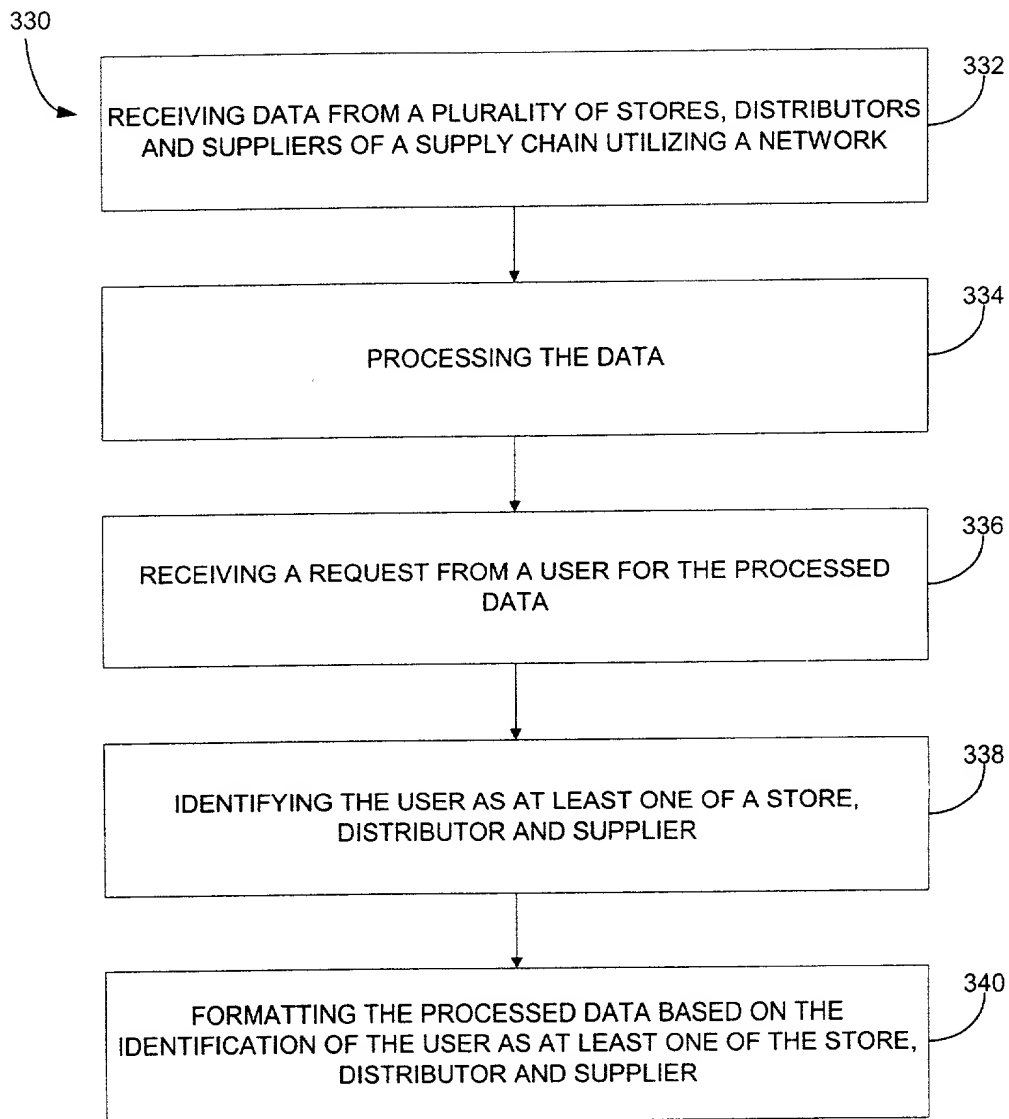 330
332
RECEIVING DATA FROM A PLURALITY OF STORES, DISTRIBUTORS
AND SUPPLIERS OF A SUPPLY CHAIN UTILIZING A NETWORK
334
PROCESSING THE DATA
336
RECEIVING A REQUEST FROM A USER FOR THE PROCESSED
DATA
338
IDENTIFYING THE USER AS AT LEAST ONE OF A STORE,
DISTRIBUTOR AND SUPPLIER
340
FORMATTING THE PROCESSED DATA BASED ON THE
IDENTIFICATION OF THE USER AS AT LEAST ONE OF THE STORE,
DISTRIBUTOR AND SUPPLIER